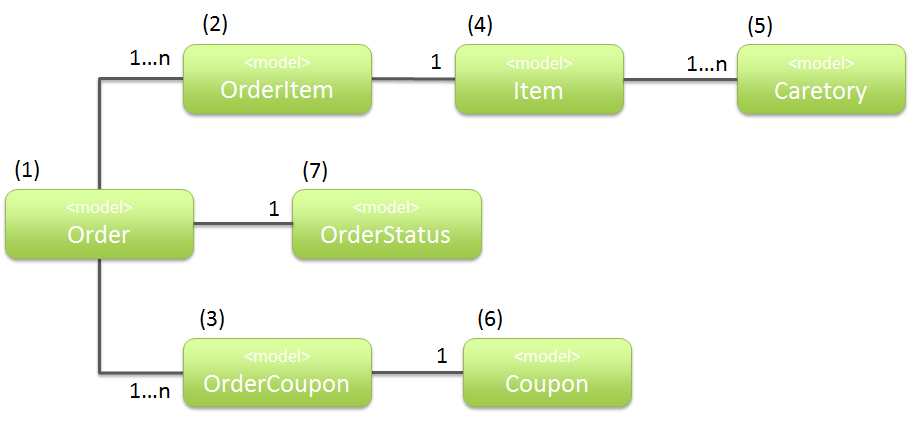 (2)
(4)
(5)
1...n
<model>
OrderItem
1
<model>
Item
1...n
<model>
Caretory
(1)
(7)
<model>
Order
1
<model>
OrderStatus
(3)
(6)
1...n
<model>
OrderCoupon
1
<model>
Coupon